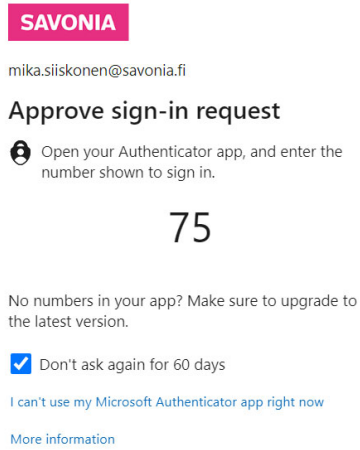 SAVONIA
mika.siiskonen@savonia.fi
Approve sign-in request
Open your Authenticator app, and enter the
number shown to sign in.
75
No numbers in your app? Make sure to upgrade to
the latest version.
Don't ask again for 60 days
I can't use my Microsoft Authenticator app right now
More information